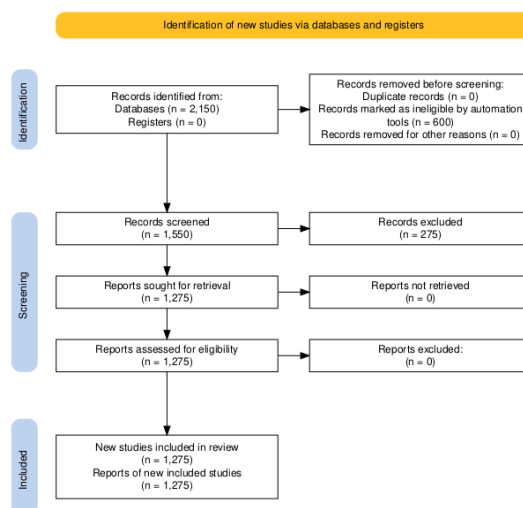 Identification of new studies via databases and registers
Identification
Records identified from:
Databases (n = 2,150)
Registers (n = 0)
Records removed before screening:
Duplicate records (n = 0)
Records marked as ineligible by automation
tools (n = 600)
Records removed for other reasons (n = 0)
Screening
Records screened
(n = 1,550)
Records excluded
(n = 275)
Reports sought for retrieval
(n = 1,275)
Reports not retrieved
(n = 0)
Reports assessed for eligibility
(n = 1,275)
Reports excluded:
(n = 0)
Included
New studies included in review
(n = 1,275)
Reports of new included studies
(n = 1,275)